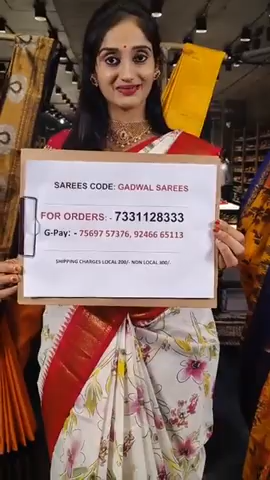 SAREES CODE: GADWAL SAREES
FOR ORDERS: - 7331128333
G-Pay: - 75697 57376, 92466 65113
SHIPPING CHARGES LOCAL 200/- NON LOCAL 300/-